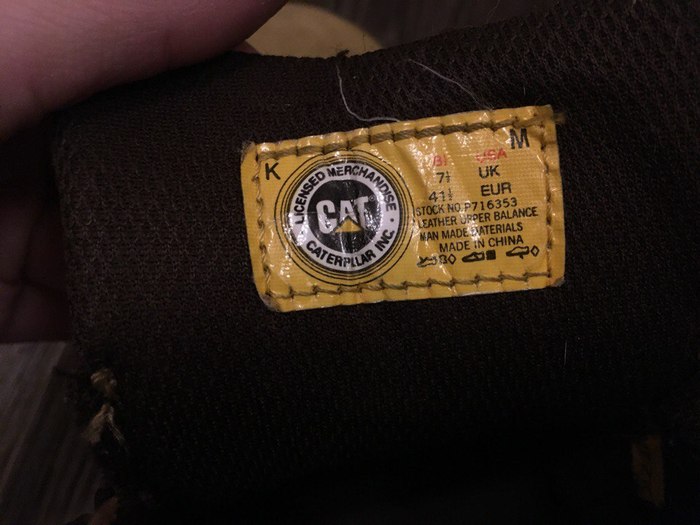 K
M
LICENSED MERCHANDISE
CAT
CATERPILLAR INC.
USA
7½ UK
41½ EUR
STOCK NO.P716353
LEATHER UPPER BALANCE
MAN MADE MATERIALS
MADE IN CHINA